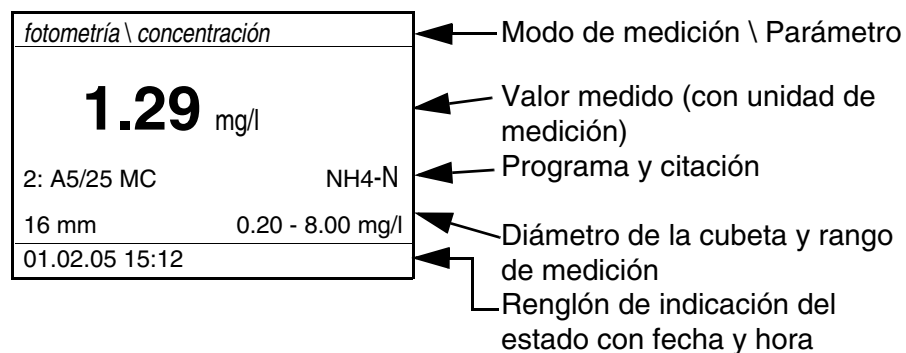 fotometría \ concentración
1.29 mg/l
2: A5/25 MC NH4-N
16 mm 0.20 - 8.00 mg/l
01.02.05 15:12
Modo de medición \ Parámetro
Valor medido (con unidad de
medición)
Programa y citación
Diámetro de la cubeta y rango
de medición
Renglón de indicación del
estado con fecha y hora